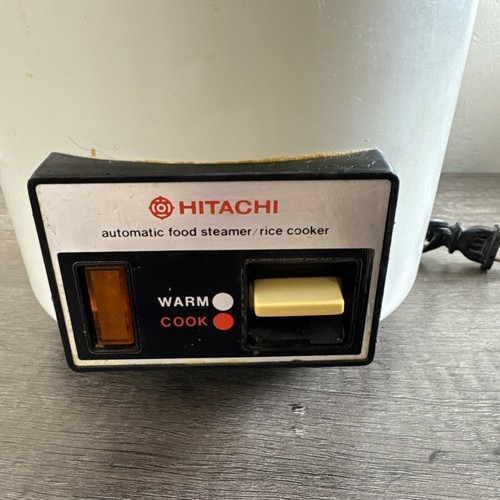 HITACHI
automatic food steamer/rice cooker
WARM
COOK